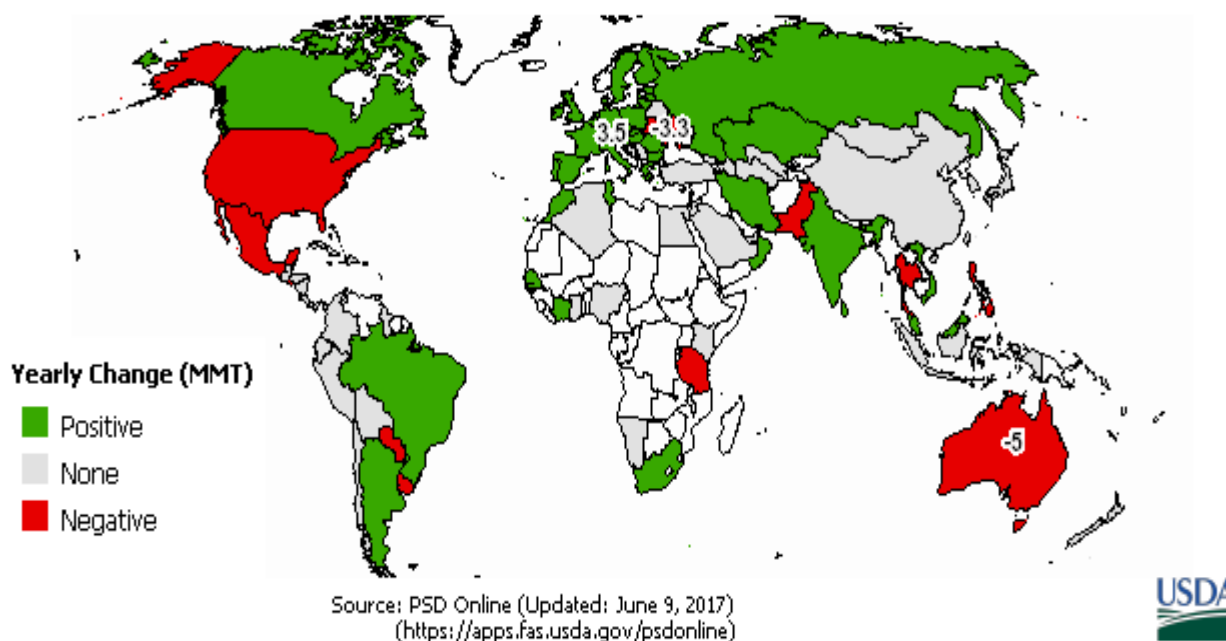 3.5
-3.3
-5
Yearly Change (MMT)
Positive
None
Negative
Source: PSD Online (Updated: June 9, 2017)
(https://apps.fas.usda.gov/psdonline)
USDA